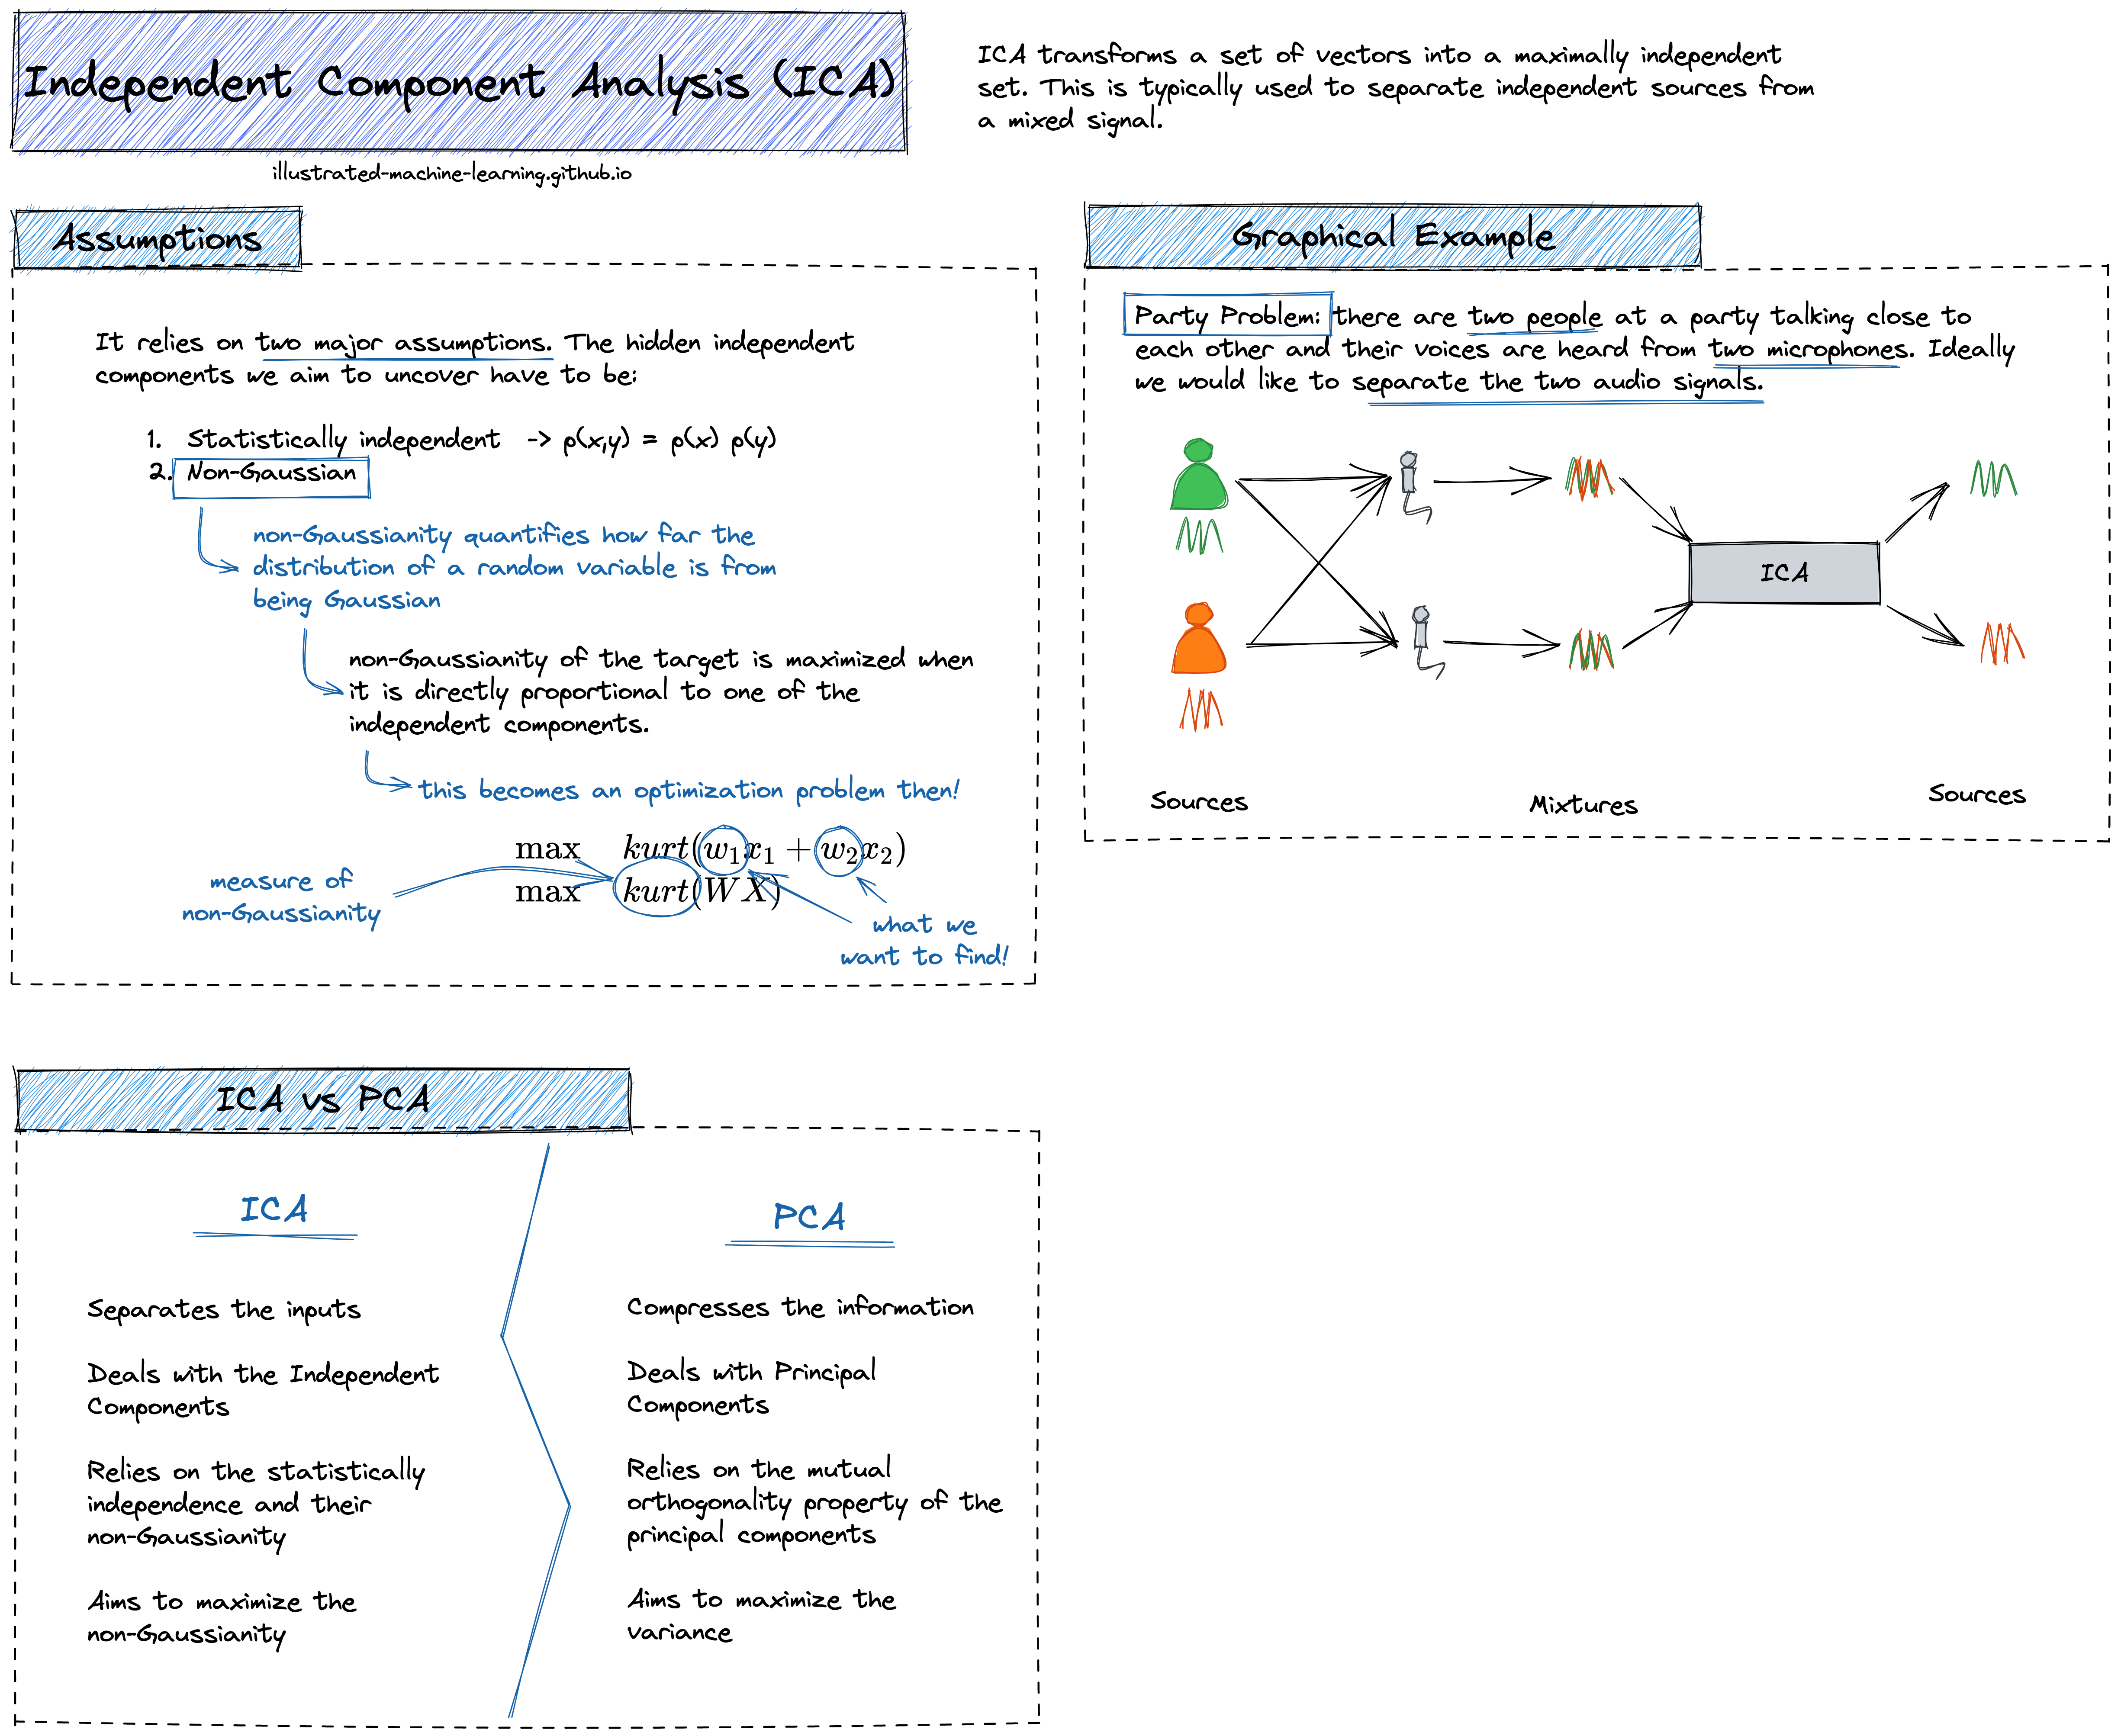 Independent Component Analysis (ICA)
illustrated-machine-learning.github.io
ICA transforms a set of vectors into a maximally independent
set. This is typically used to separate independent sources from
a mixed signal.
Assumptions
It relies on two major assumptions. The hidden independent
components we aim to uncover have to be:
1. Statistically independent -> p(x,y) = p(x) p(y)
2. Non-Gaussian
non-Gaussianity quantifies how far the
distribution of a random variable is from
being Gaussian
non-Gaussianity of the target is maximized when
it is directly proportional to one of the
independent components.
this becomes an optimization problem then!
max kurt(w₁x₁ + w₂x₂)
max kurt(WX)
measure of
non-Gaussianity
what we
want to find!
Graphical Example
Party Problem: there are two people at a party talking close to
each other and their voices are heard from two microphones. Ideally
we would like to separate the two audio signals.
ICA
Sources
Mixtures
Sources
ICA vs PCA
ICA
Separates the inputs
Deals with the Independent
Components
Relies on the statistically
independence and their
non-Gaussianity
Aims to maximize the
non-Gaussianity
PCA
Compresses the information
Deals with Principal
Components
Relies on the mutual
orthogonality property of the
principal components
Aims to maximize the
variance